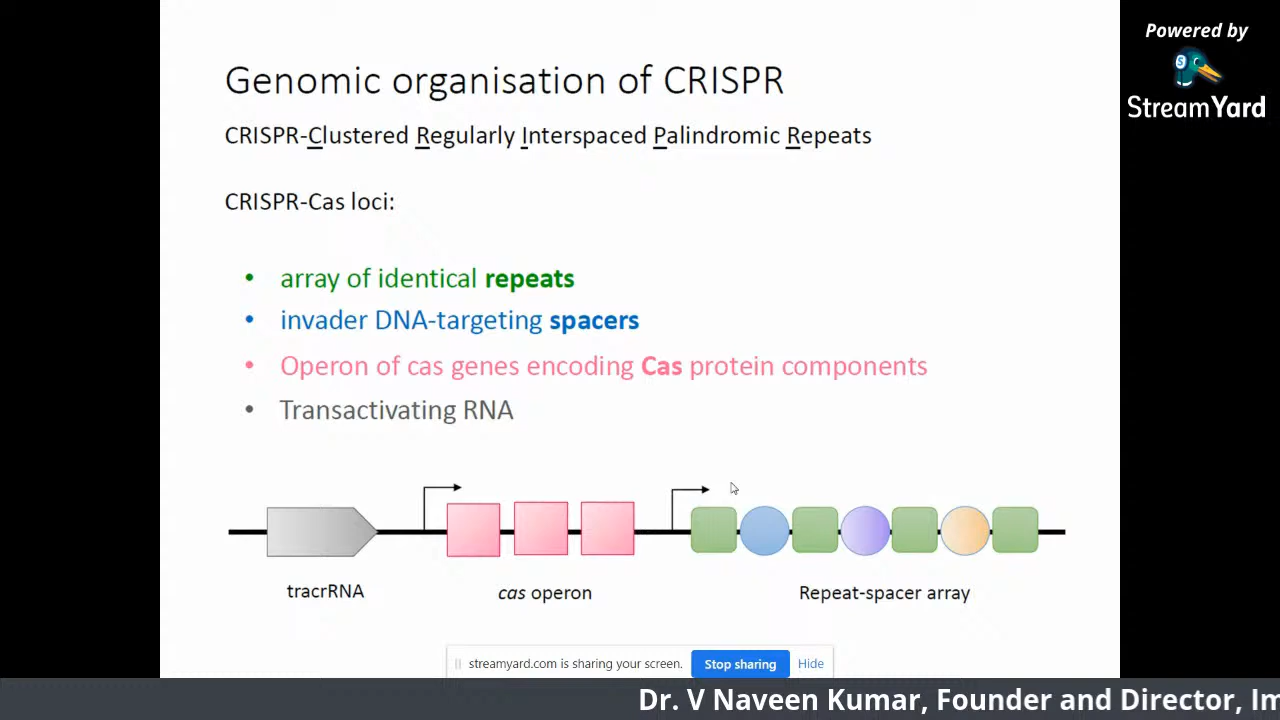 Powered by
StreamYard
Genomic organisation of CRISPR
CRISPR-Clustered Regularly Interspaced Palindromic Repeats
CRISPR-Cas loci:
• array of identical repeats
• invader DNA-targeting spacers
• Operon of cas genes encoding Cas protein components
• Transactivating RNA
tracrRNA
cas operon
Repeat-spacer array
streamyard.com is sharing your screen. Stop sharing Hide
Dr. V Naveen Kumar, Founder and Director,